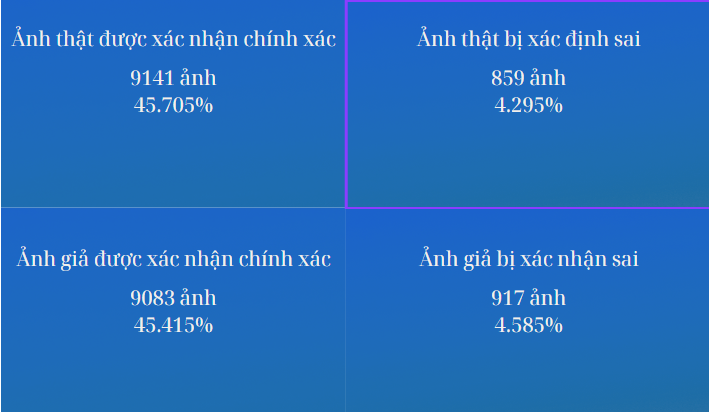 Ảnh thật được xác nhận chính xác
9141 ảnh
45.705%
Ảnh thật bị xác định sai
859 ảnh
4.295%
Ảnh giả được xác nhận chính xác
9083 ảnh
45.415%
Ảnh giả bị xác nhận sai
917 ảnh
4.585%